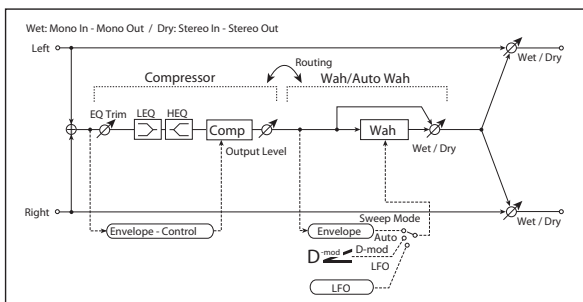 Wet: Mono In - Mono Out / Dry: Stereo In - Stereo Out
Left
Wet / Dry
Routing
Compressor
Wah/Auto Wah
EQ Trim
LEQ
HEQ
Comp
Output Level
Wah
Wet / Dry
Right
Wet / Dry
Envelope - Control
Sweep Mode
Envelope
Auto
D-mod
D-mod
LFO
LFO